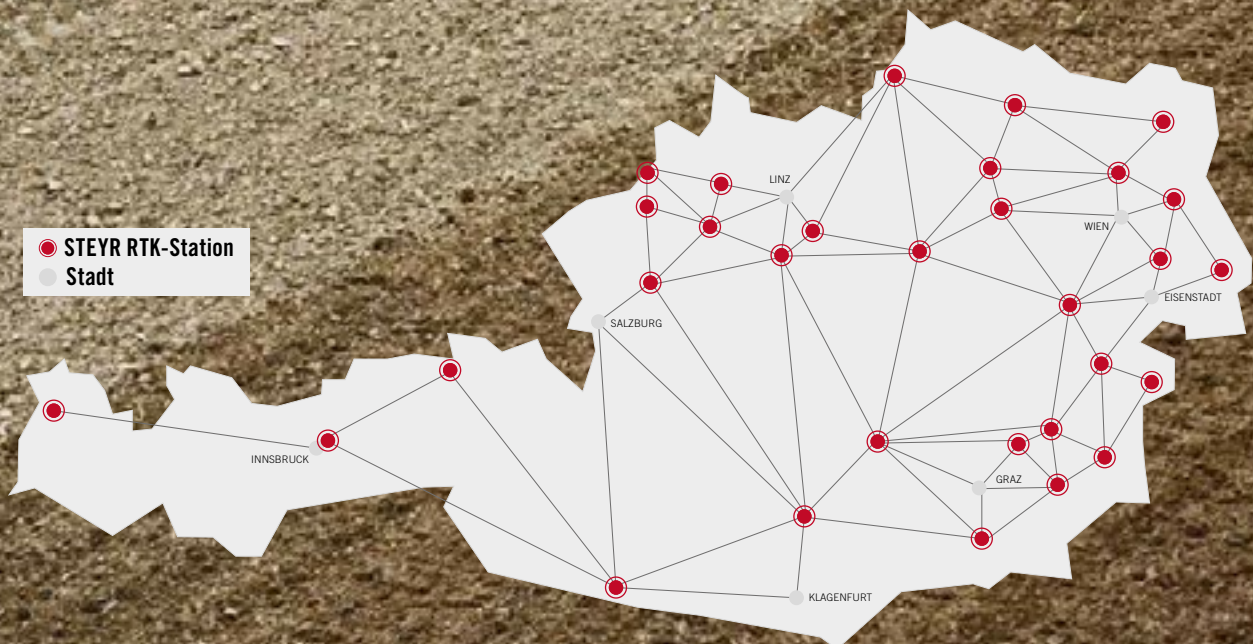 LINZ
WIEN
STEYR RTK-Station
Stadt
EISENSTADT
SALZBURG
INNSBRUCK
GRAZ
KLAGENFURT